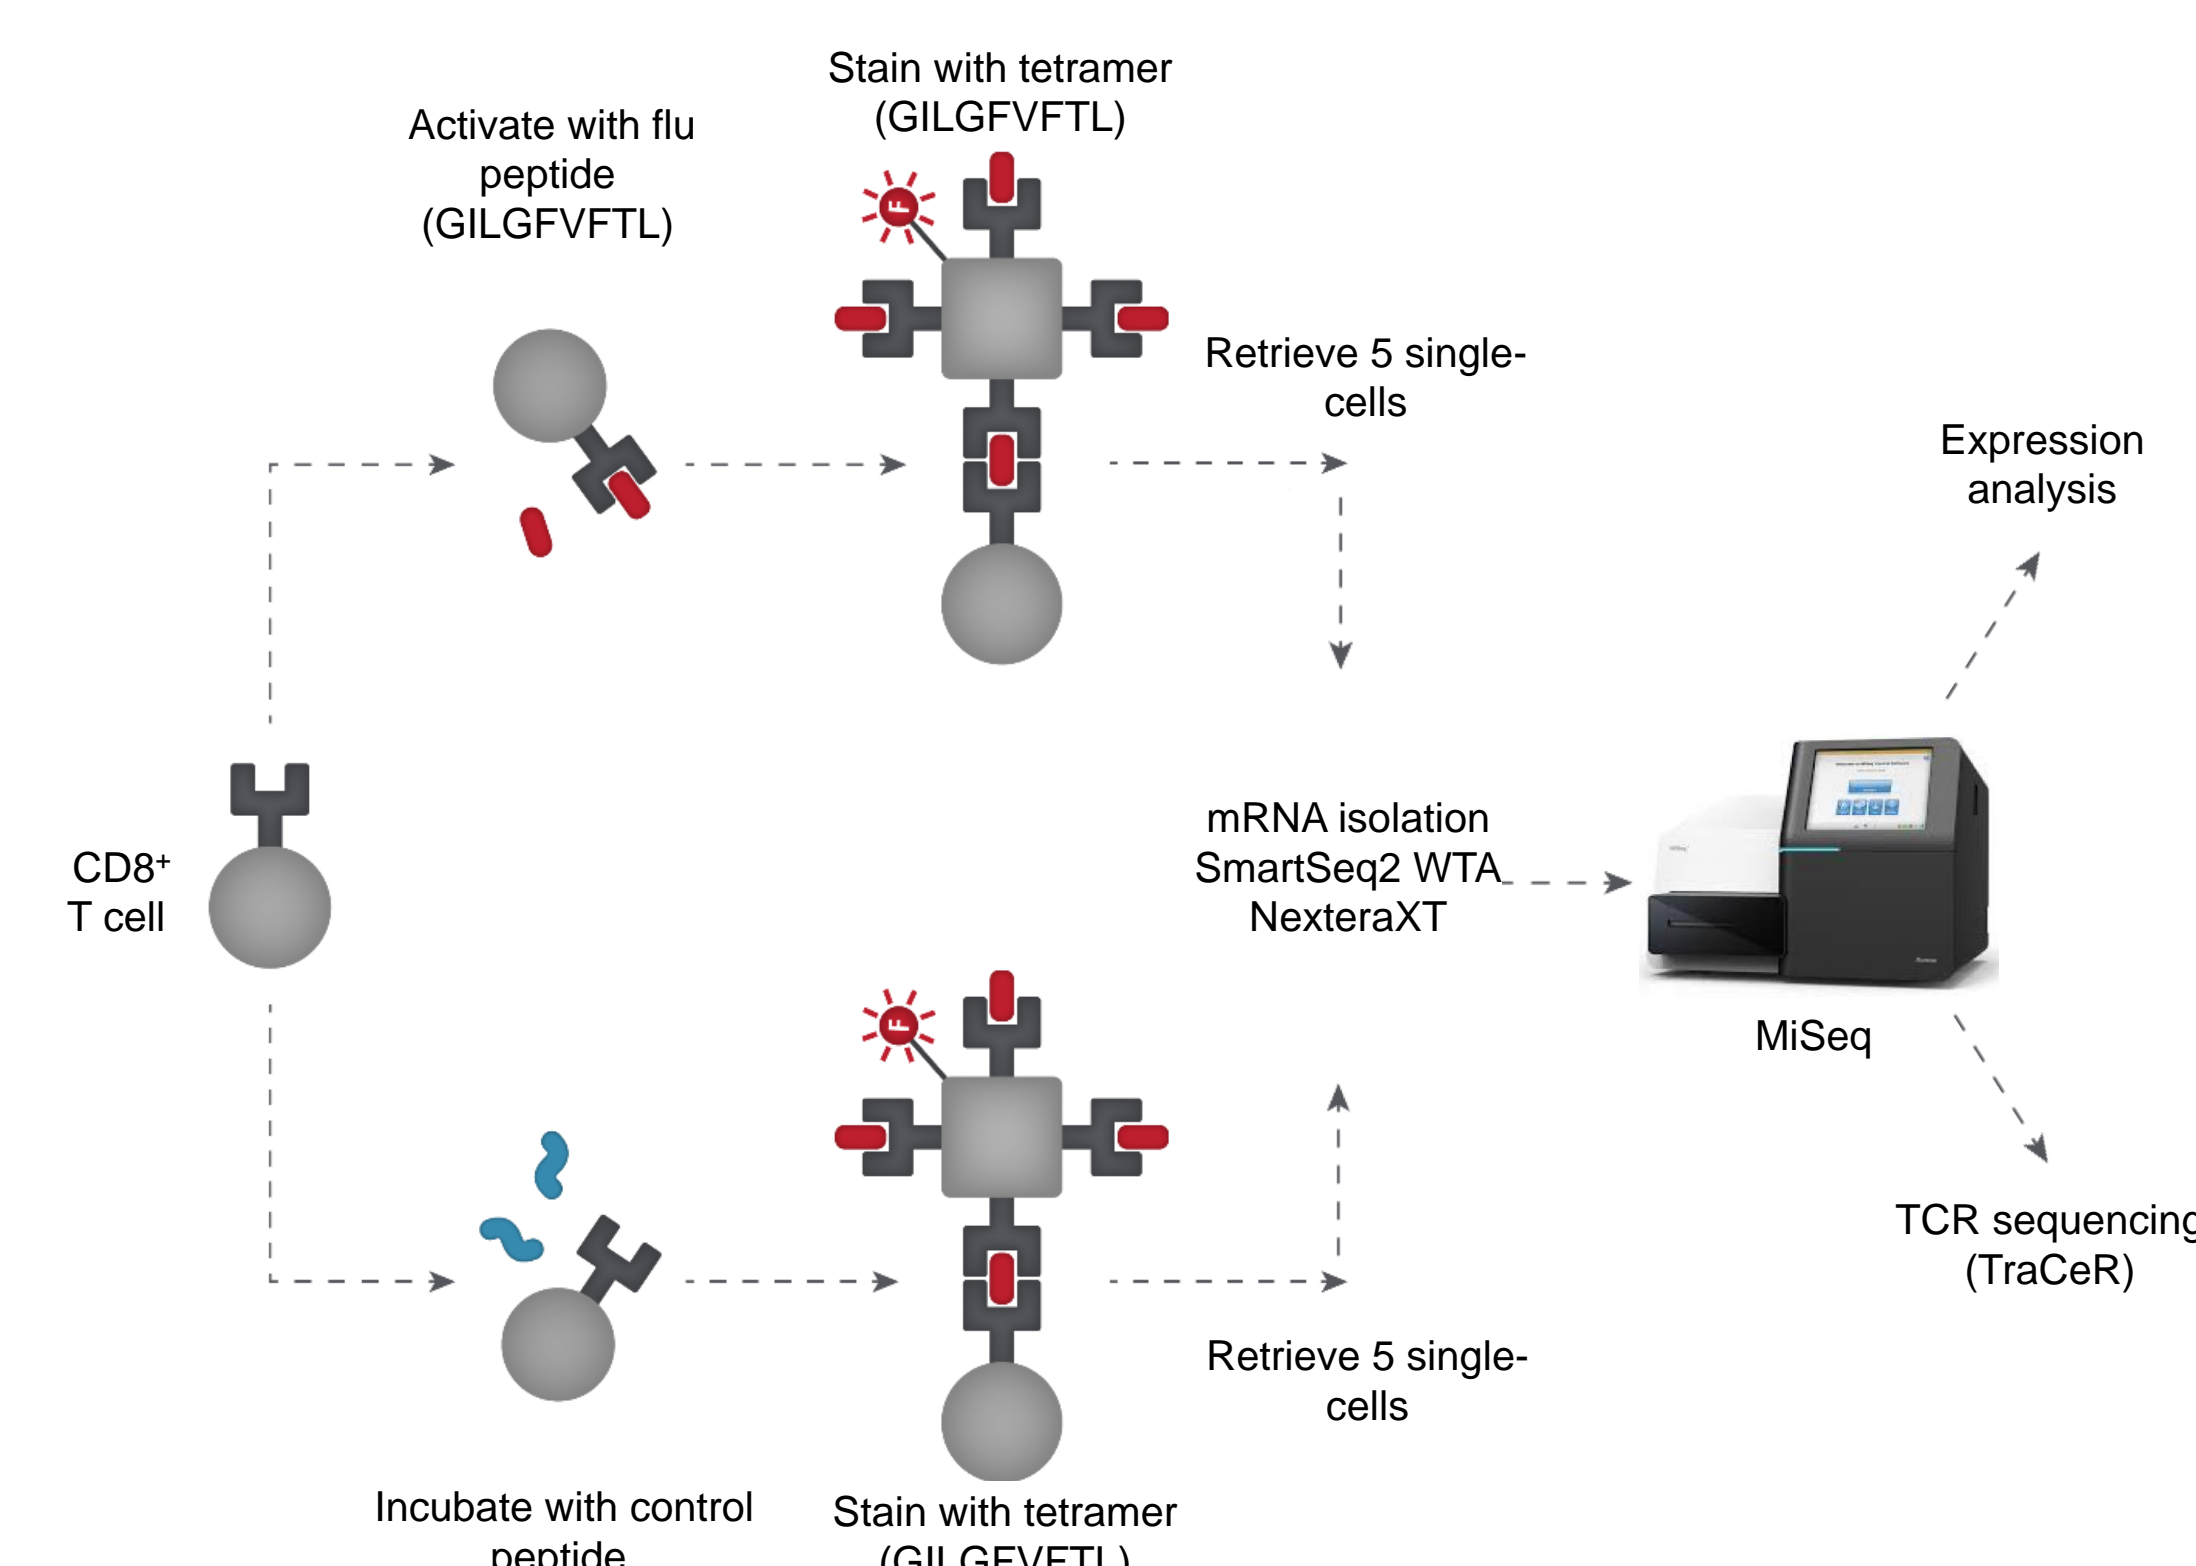 Stain with tetramer
(GILGFVFTL)
Activate with flu
peptide
(GILGFVFTL)
F
Retrieve 5 single-
cells
Expression
analysis
CD8⁺
T cell
mRNA isolation
SmartSeq2 WTA
NexteraXT
MiSeq
F
TCR sequencing
(TraCeR)
Retrieve 5 single-
cells
Incubate with control
peptide
Stain with tetramer
(GILGFVFTL)